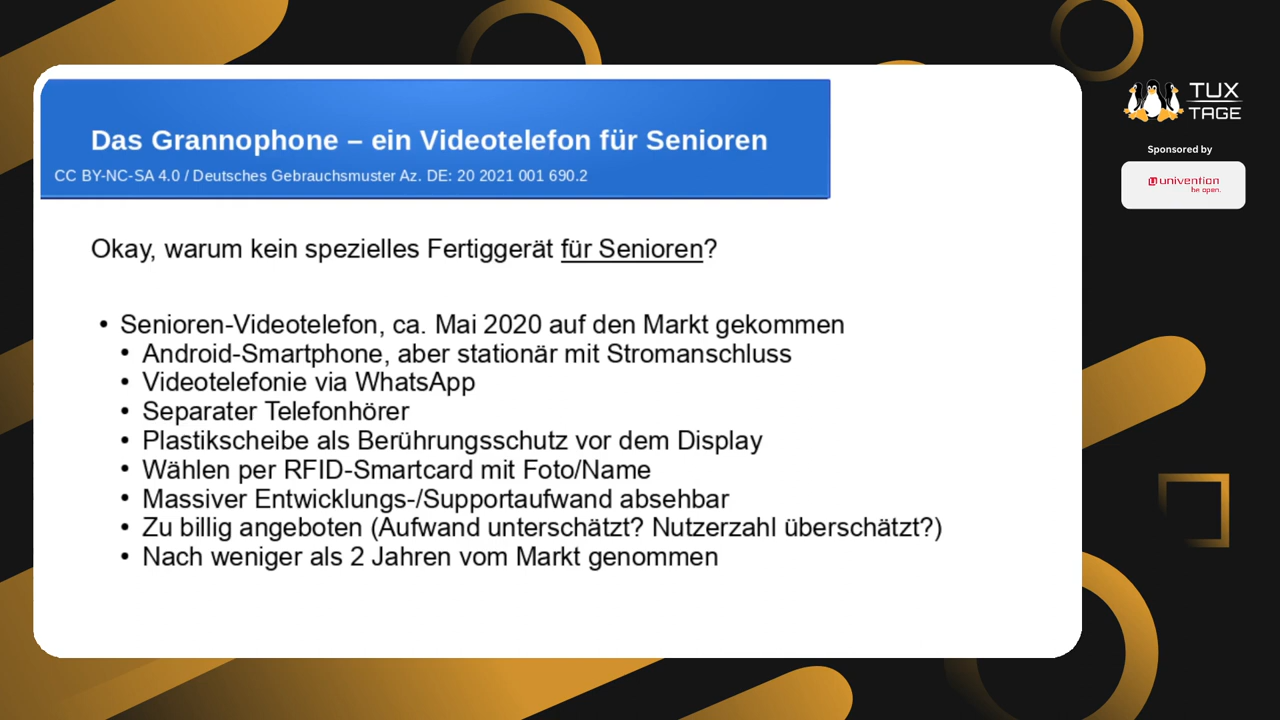 Das Grannophone – ein Videotelefon für Senioren
CC BY-NC-SA 4.0 / Deutsches Gebrauchsmuster Az. DE: 20 2021 001 690.2
Okay, warum kein spezielles Fertiggerät für Senioren?
• Senioren-Videotelefon, ca. Mai 2020 auf den Markt gekommen
• Android-Smartphone, aber stationär mit Stromanschluss
• Videotelefonie via WhatsApp
• Separater Telefonhörer
• Plastikscheibe als Berührungsschutz vor dem Display
• Wählen per RFID-Smartcard mit Foto/Name
• Massiver Entwicklungs-/Supportaufwand absehbar
• Zu billig angeboten (Aufwand unterschätzt? Nutzerzahl überschätzt?)
• Nach weniger als 2 Jahren vom Markt genommen
TUX
TAGE
Sponsored by
univention
be open.